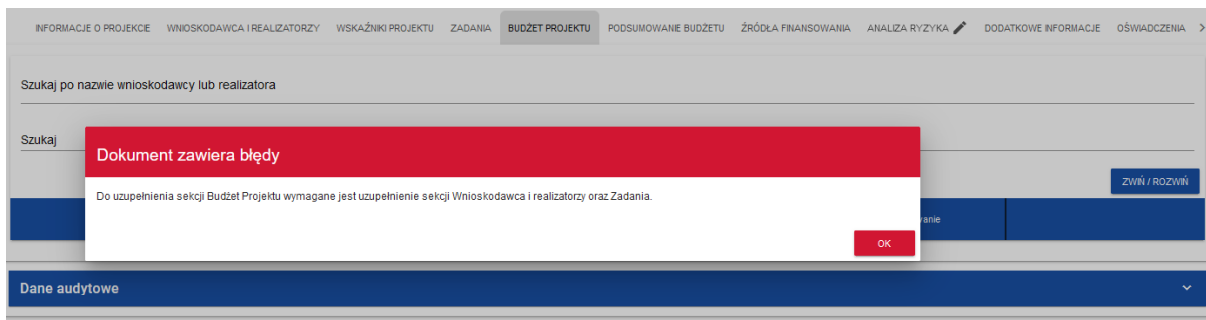 INFORMACJE O PROJEKCIE WNIOSKODAWCA I REALIZATORZY WSKAŹNIKI PROJEKTU ZADANIA BUDŻET PROJEKTU PODSUMOWANIE BUDŻETU ŹRÓDŁA FINANSOWANIA ANALIZA RYZYKA DODATKOWE INFORMACJE OŚWIADCZENIA
Szukaj po nazwie wnioskodawcy lub realizatora
Szukaj
Dokument zawiera błędy
Do uzupełnienia sekcji Budżet Projektu wymagane jest uzupełnienie sekcji Wnioskodawca i realizatorzy oraz Zadania.
ZWIŃ / ROZWIŃ
OK
Dane audytowe